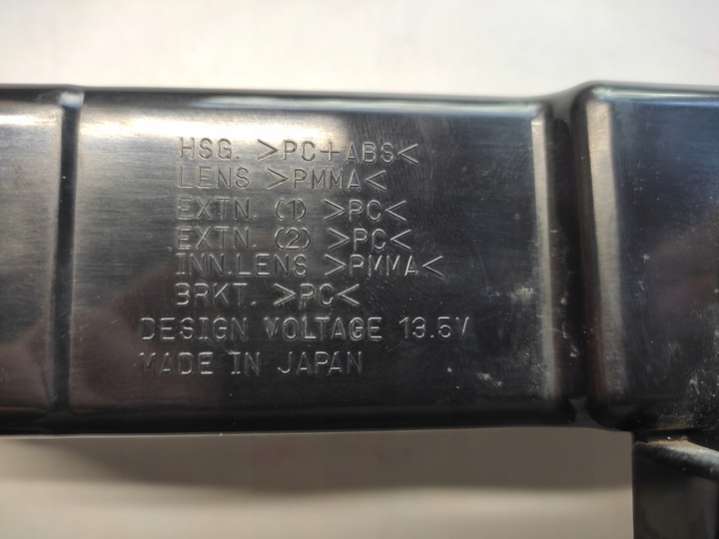 HSG. >PC+ABS<
LENS >PMMA<
EXTN. (1) >PC<
EXTN. (2) >PC<
INN.LENS >PMMA<
BRKT. >PC<
DESIGN VOLTAGE 13.5V
MADE IN JAPAN